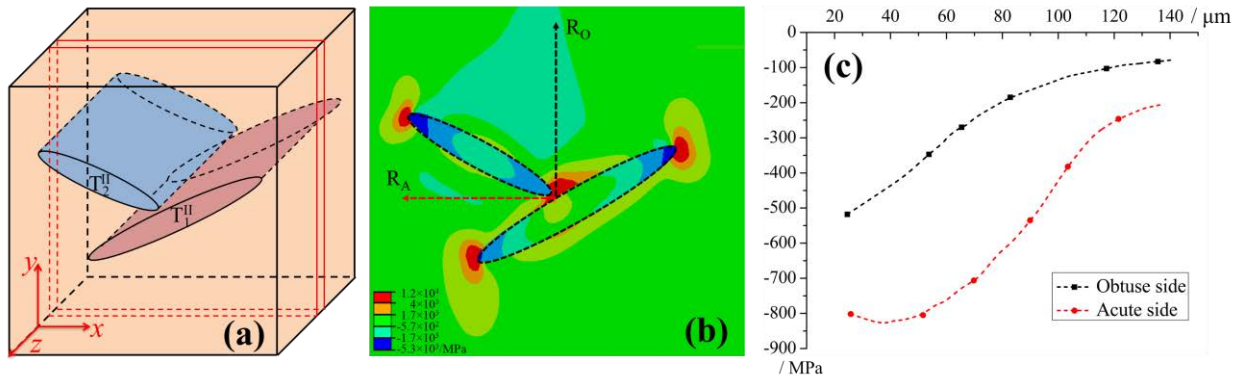 (a)
T₂ᴵᴵ
T₁ᴵᴵ
y
x
z
(b)
R_O
R_A
1.2×10⁴
4×10³
1.7×10³
-5.7×10²
-1.7×10³
-5.3×10³/MPa
(c)
20 40 60 80 100 120 140 / μm
0
-100
-200
-300
-400
-500
-600
-700
-800
-900
/ MPa
Obtuse side
Acute side